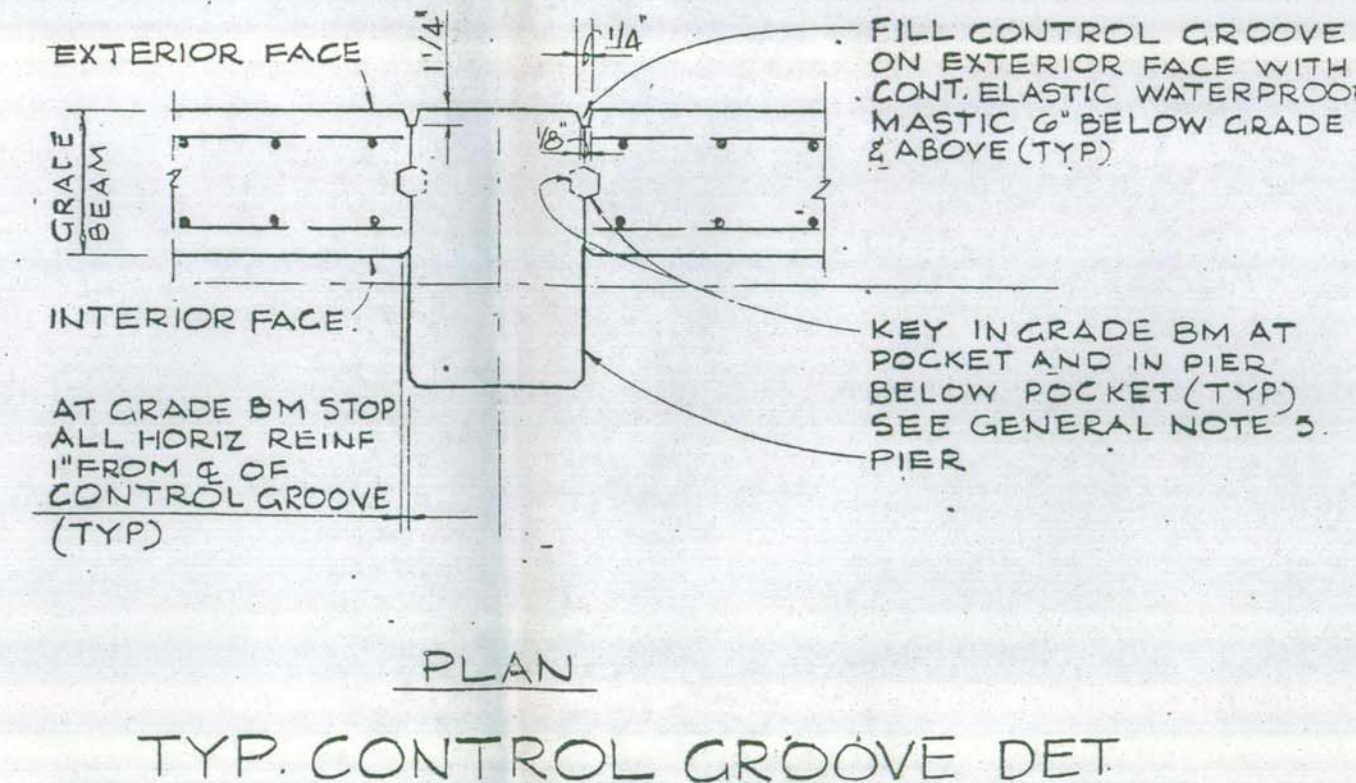 EXTERIOR FACE
1/4"
1/4"
1/8"
FILL CONTROL GROOVE
ON EXTERIOR FACE WITH
CONT. ELASTIC WATERPROOF
MASTIC 6" BELOW GRADE
& ABOVE (TYP)
GRADE
BEAM
INTERIOR FACE
KEY IN GRADE BM AT
POCKET AND IN PIER
BELOW POCKET (TYP)
SEE GENERAL NOTE 3
PIER
AT GRADE BM STOP
ALL HORIZ REINF
1" FROM ℄ OF
CONTROL GROOVE
(TYP)
PLAN
TYP. CONTROL GROOVE DET